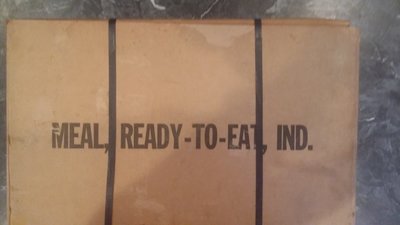 MEAL, READY-TO-EAT, IND.